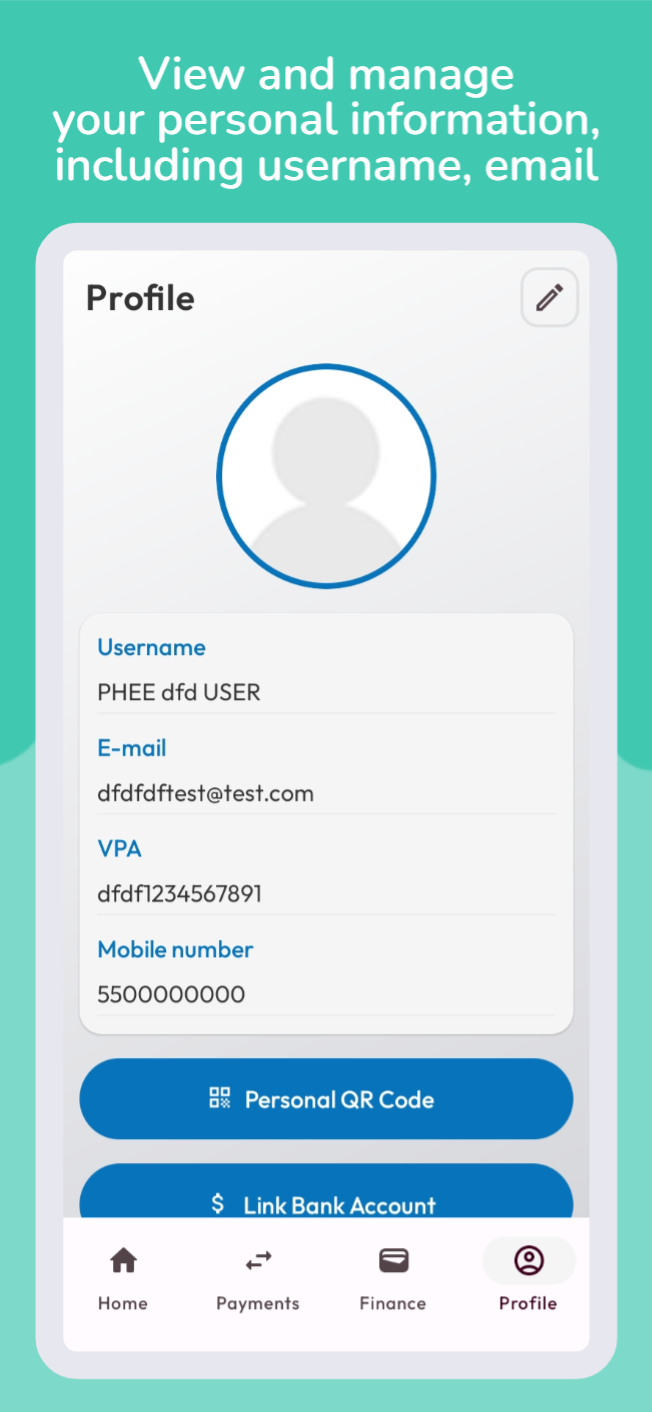 View and manage
your personal information,
including username, email
Profile
Username
PHEE dfd USER
E-mail
dfdfdftest@test.com
VPA
dfdf1234567891
Mobile number
5500000000
Personal QR Code
$ Link Bank Account
Home
Payments
Finance
Profile